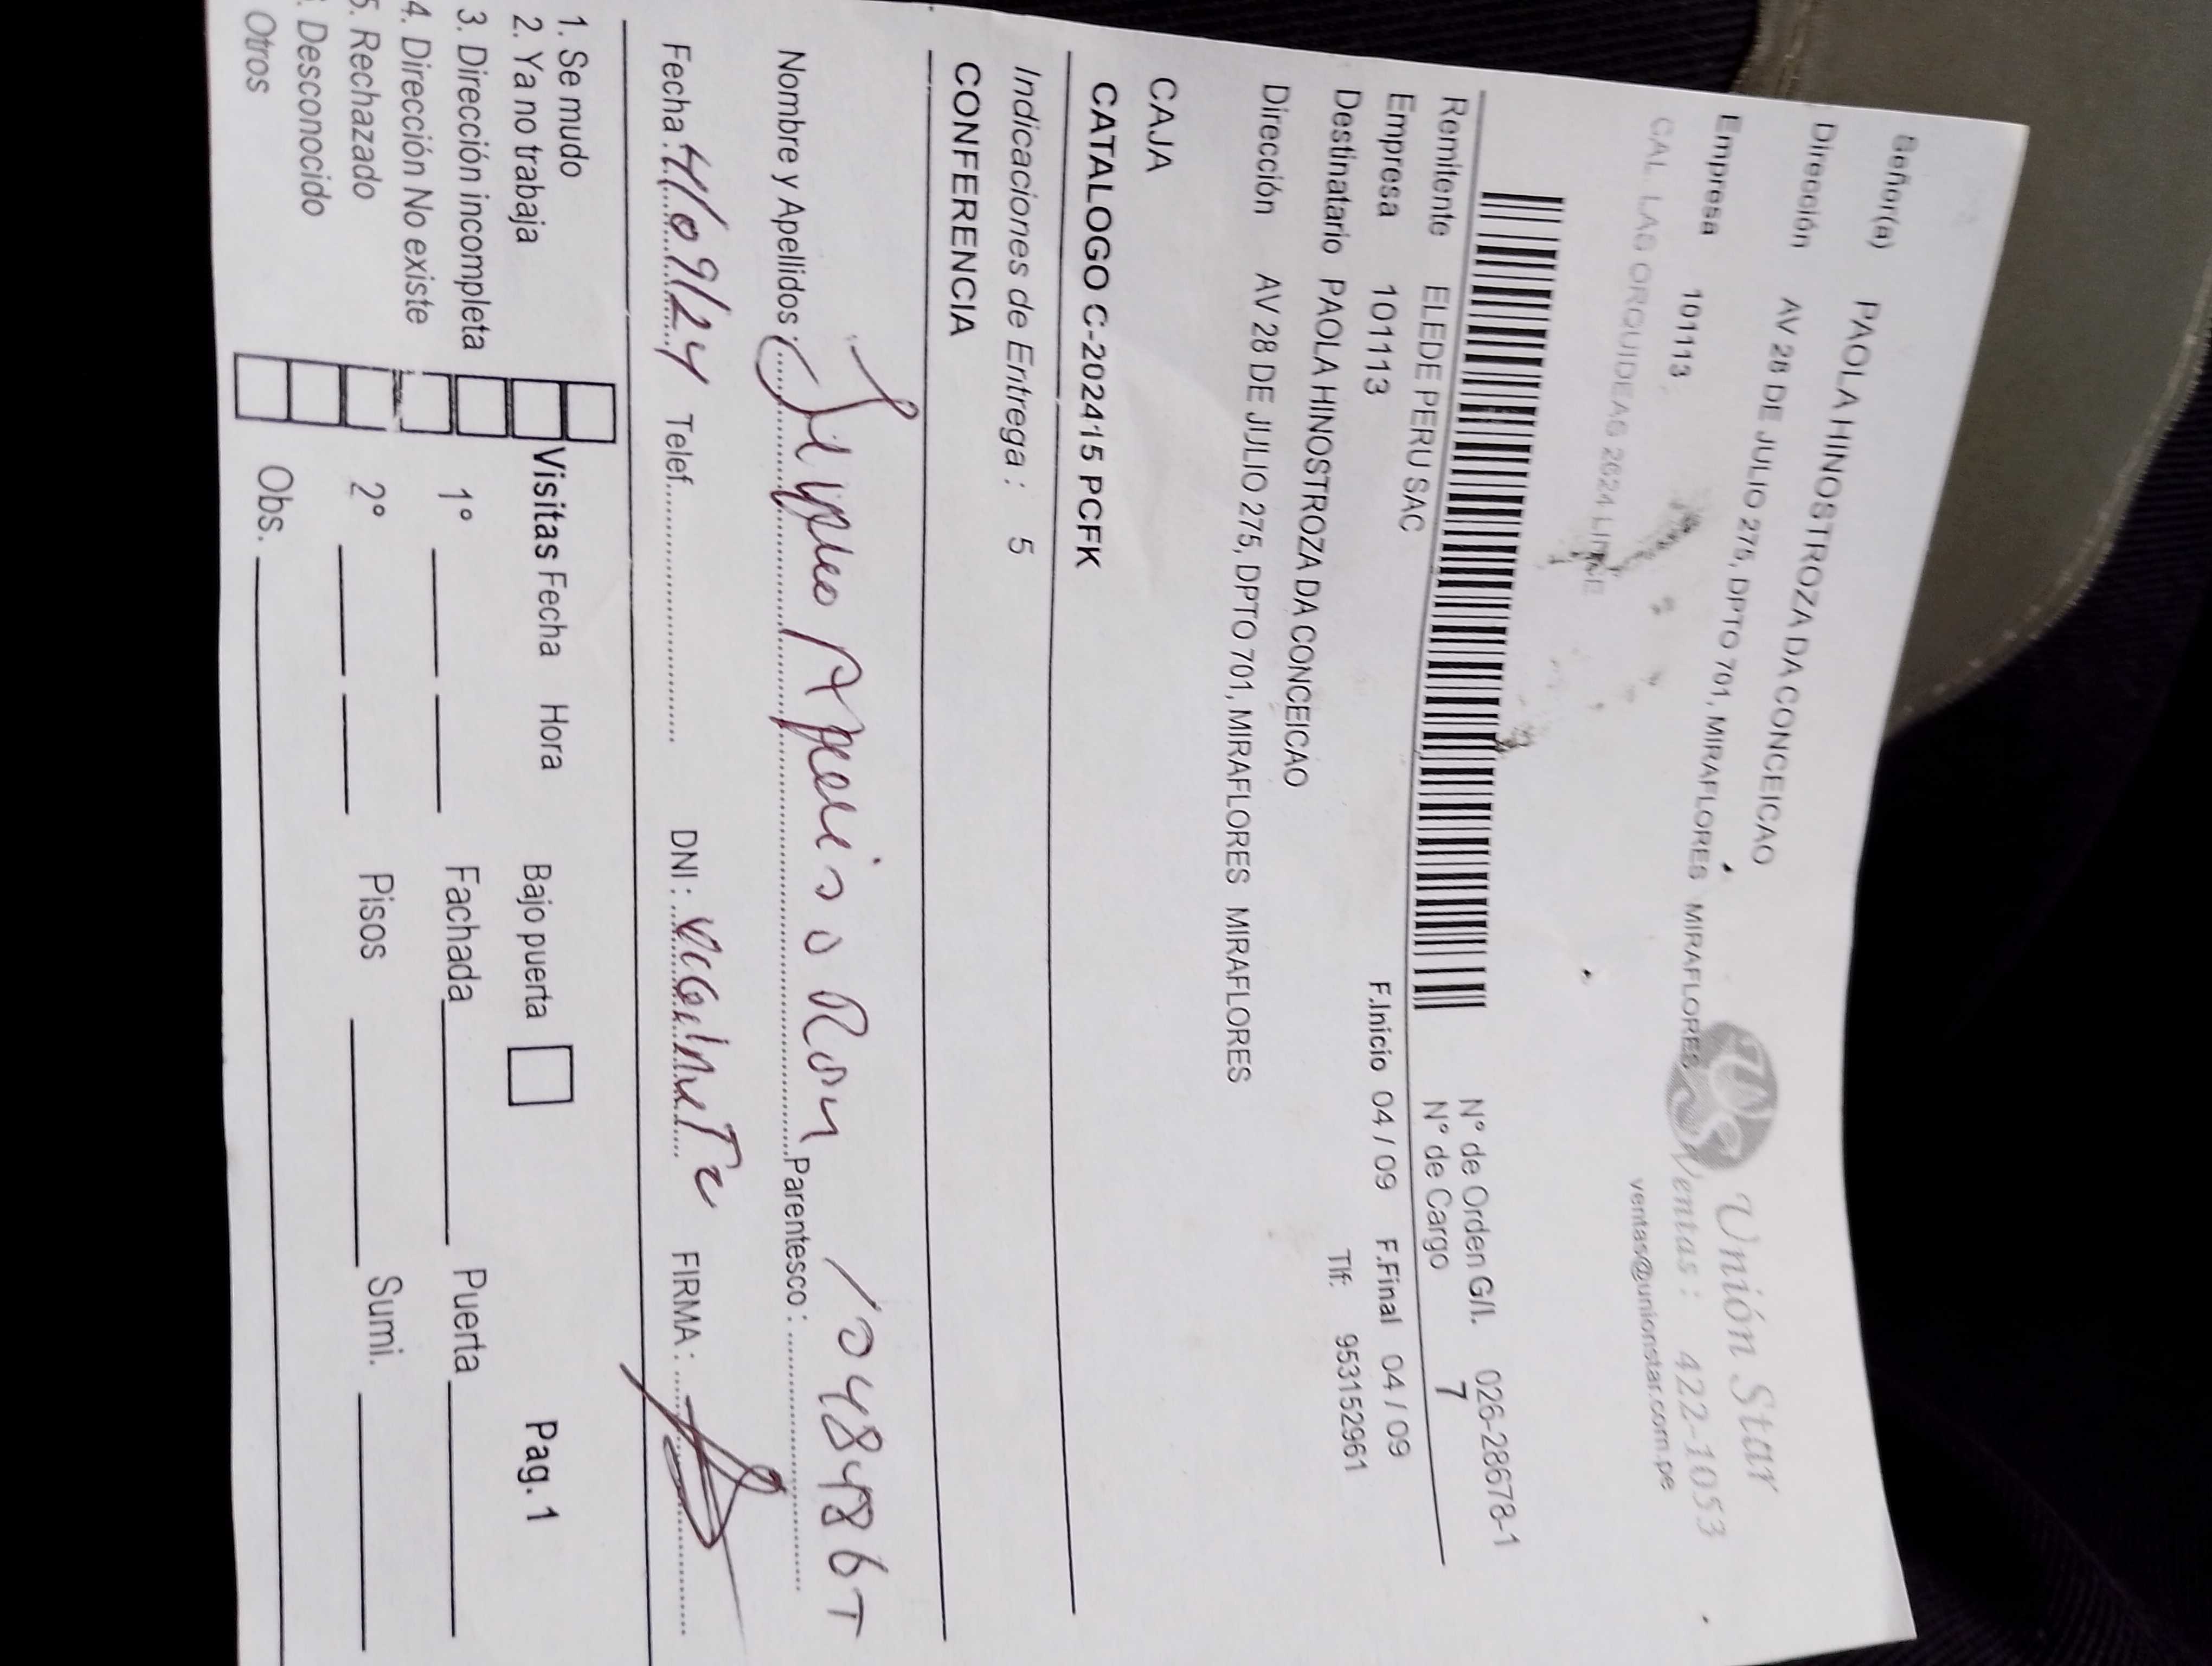 Señor(a) PAOLA HINOSTROZA DA CONCEICAO
Dirección AV 28 DE JULIO 275, DPTO 701, MIRAFLORES MIRAFLORES
Empresa 101113
CAL. LAS ORQUIDEAS 2624 LINCE
Unión Star
Ventas : 422-1053
ventas@unionstar.com.pe
N° de Orden G/I. 026-28678-1
N° de Cargo 7
Remitente ELEDE PERU SAC
Empresa 101113 F.Inicio 04 / 09 F.Final 04 / 09
Destinatario PAOLA HINOSTROZA DA CONCEICAO Tlf: 953152961
Dirección AV 28 DE JULIO 275, DPTO 701, MIRAFLORES MIRAFLORES
CAJA
CATALOGO C-202415 PCFK
Indicaciones de Entrega : 5
CONFERENCIA
Nombre y Apellidos : Parentesco :
Fecha : 4/09/24 Telef. DNI : Vigilante FIRMA :
1. Se mudo
2. Ya no trabaja
3. Dirección incompleta
4. Dirección No existe
5. Rechazado
. Desconocido
Otros
Visitas Fecha Hora Bajo puerta Pag. 1
1° Fachada Puerta
2° Pisos Sumi.
Obs.